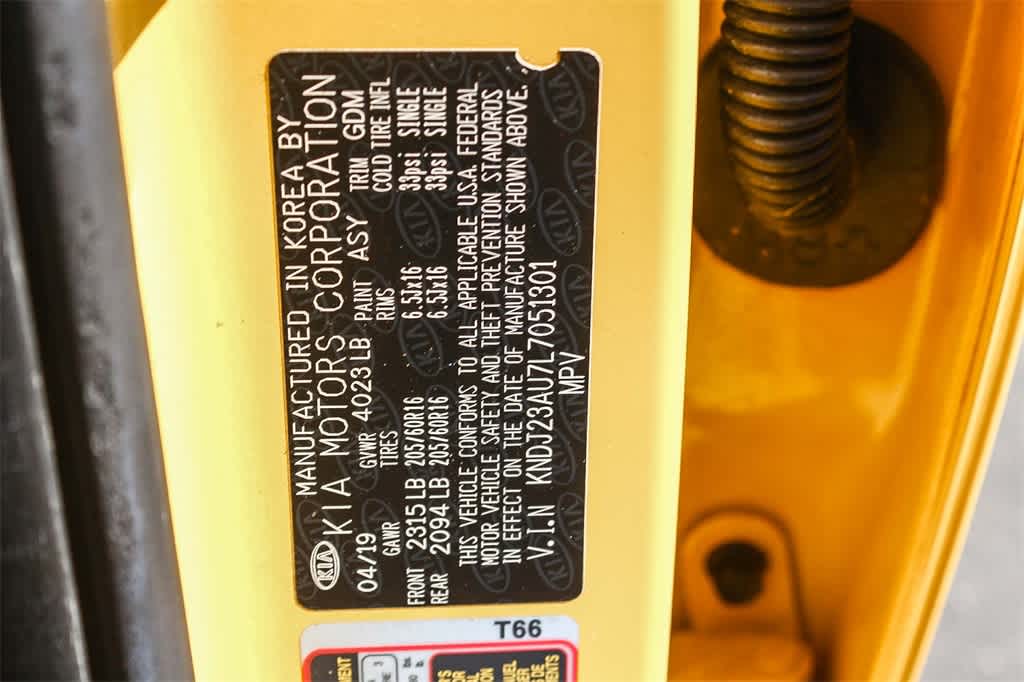 MANUFACTURED IN KOREA BY
KIA KIA MOTORS CORPORATION
04/19 GVWR 4023 LB PAINT ASY TRIM GDM
GAWR TIRES RIMS COLD TIRE INFL
FRONT 2315 LB 205/60R16 6.5Jx16 33psi SINGLE
REAR 2094 LB 205/60R16 6.5Jx16 33psi SINGLE
THIS VEHICLE CONFORMS TO ALL APPLICABLE U.S.A. FEDERAL
MOTOR VEHICLE SAFETY AND THEFT PREVENTION STANDARDS
IN EFFECT ON THE DATE OF MANUFACTURE SHOWN ABOVE.
V.I.N KNDJ23AU7L7051301
MPV
T66